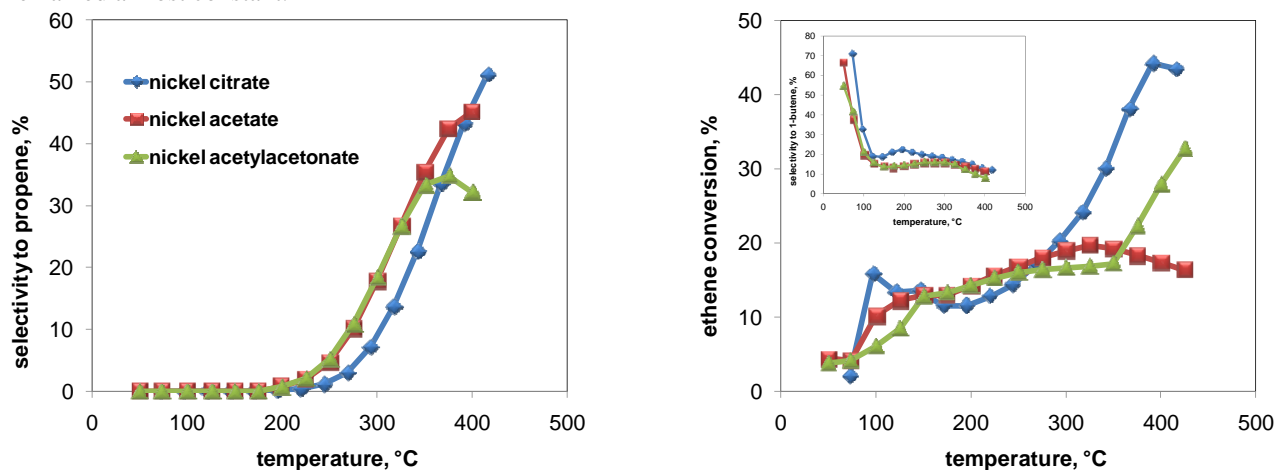 60
50
40
30
20
10
0
selectivity to propene, %
nickel citrate
nickel acetate
nickel acetylacetonate
0 100 200 300 400 500
temperature, °C
50
40
30
20
10
0
ethene conversion, %
80
70
60
50
40
30
20
10
0
selectivity to 1-butene, %
0 100 200 300 400 500
temperature, °C
0 100 200 300 400 500
temperature, °C